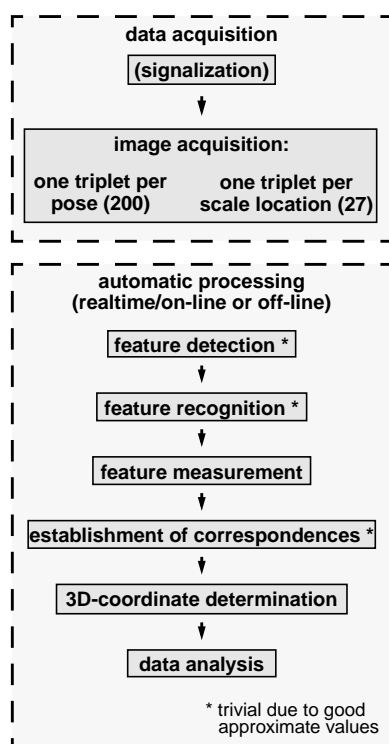 data acquisition
(signalization)
image acquisition:
one triplet per
pose (200)
one triplet per
scale location (27)
automatic processing
(realtime/on-line or off-line)
feature detection *
feature recognition *
feature measurement
establishment of correspondences *
3D-coordinate determination
data analysis
* trivial due to good
approximate values